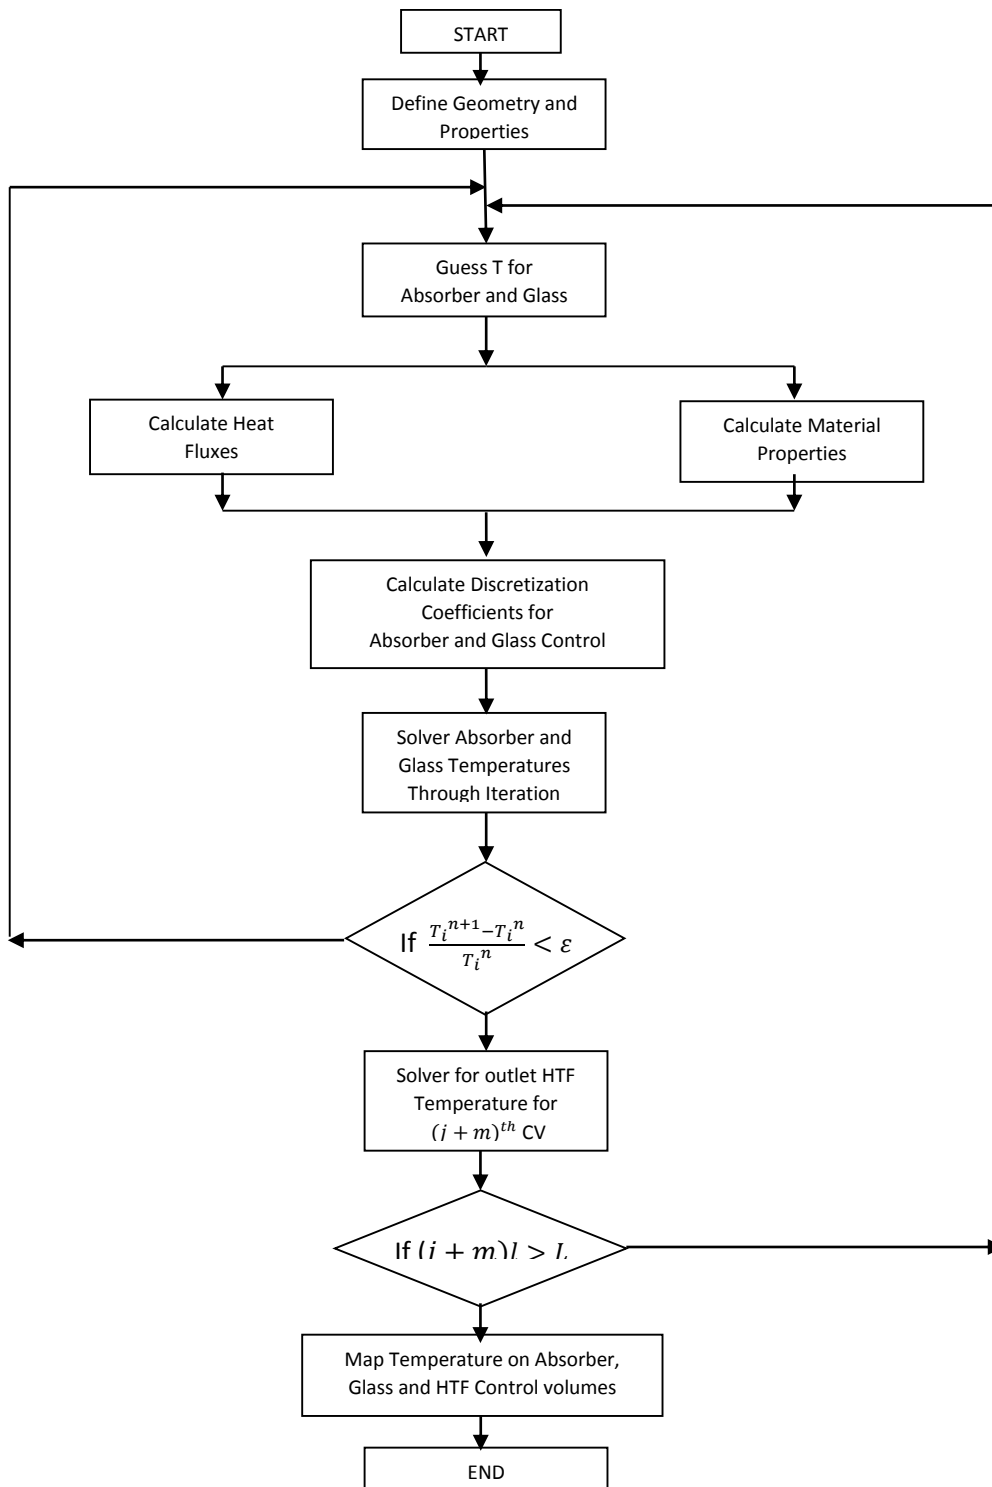 START
Define Geometry and
Properties
Guess T for
Absorber and Glass
Calculate Heat
Fluxes
Calculate Material
Properties
Calculate Discretization
Coefficients for
Absorber and Glass Control
Solver Absorber and
Glass Temperatures
Through Iteration
If (T_i^{n+1} − T_i^n) / T_i^n < ε
Solver for outlet HTF
Temperature for
(j + m)^{th} CV
If (j + m)l > L
Map Temperature on Absorber,
Glass and HTF Control volumes
END